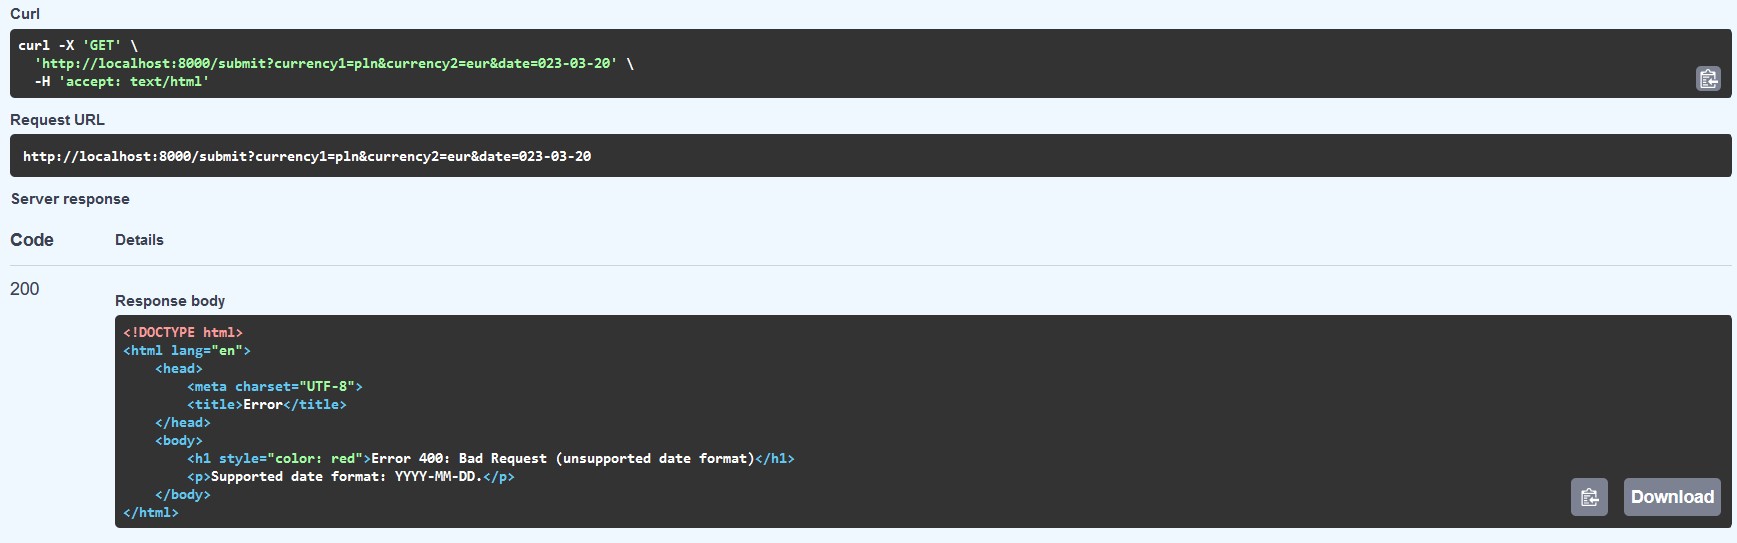 Curl
curl -X 'GET' \
  'http://localhost:8000/submit?currency1=pln&currency2=eur&date=023-03-20' \
  -H 'accept: text/html'
Request URL
http://localhost:8000/submit?currency1=pln&currency2=eur&date=023-03-20
Server response
Code Details
200
Response body
<!DOCTYPE html>
<html lang="en">
    <head>
        <meta charset="UTF-8">
        <title>Error</title>
    </head>
    <body>
        <h1 style="color: red">Error 400: Bad Request (unsupported date format)</h1>
        <p>Supported date format: YYYY-MM-DD.</p>
    </body>
</html>
Download